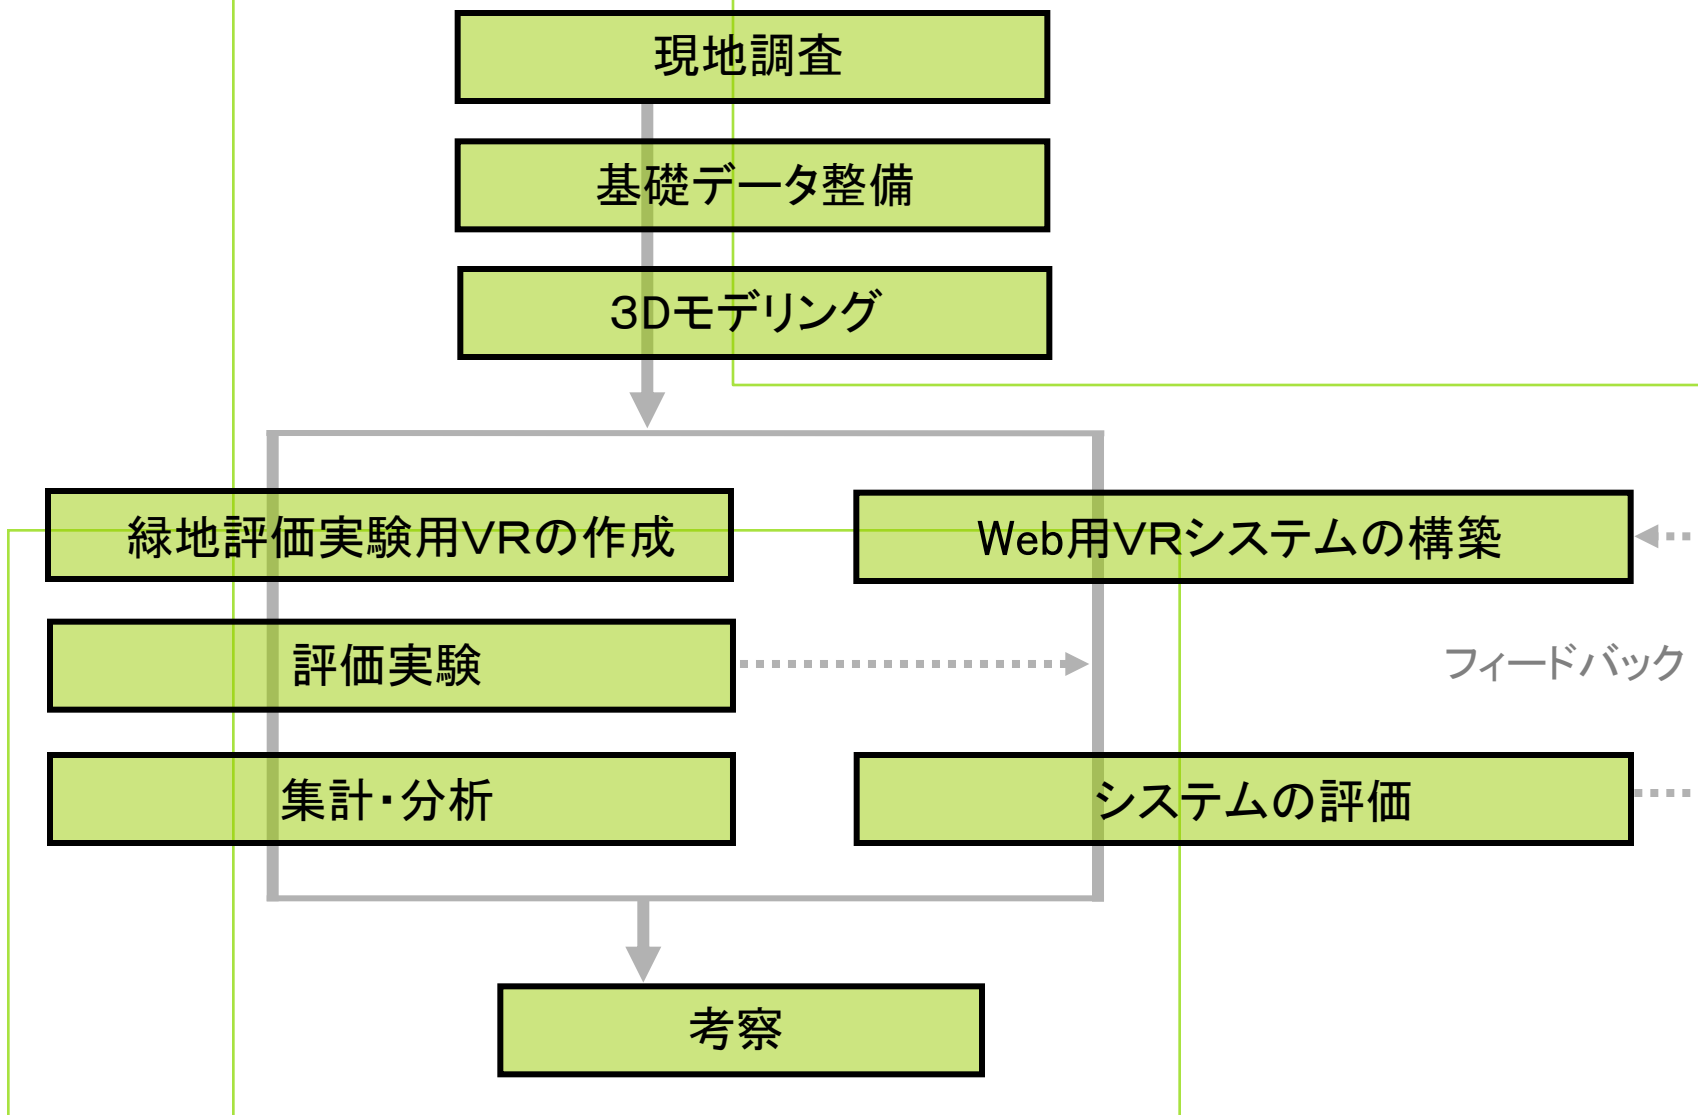 現地調査
基礎データ整備
3Dモデリング
緑地評価実験用VRの作成
Web用VRシステムの構築
評価実験
フィードバック
集計・分析
システムの評価
考察